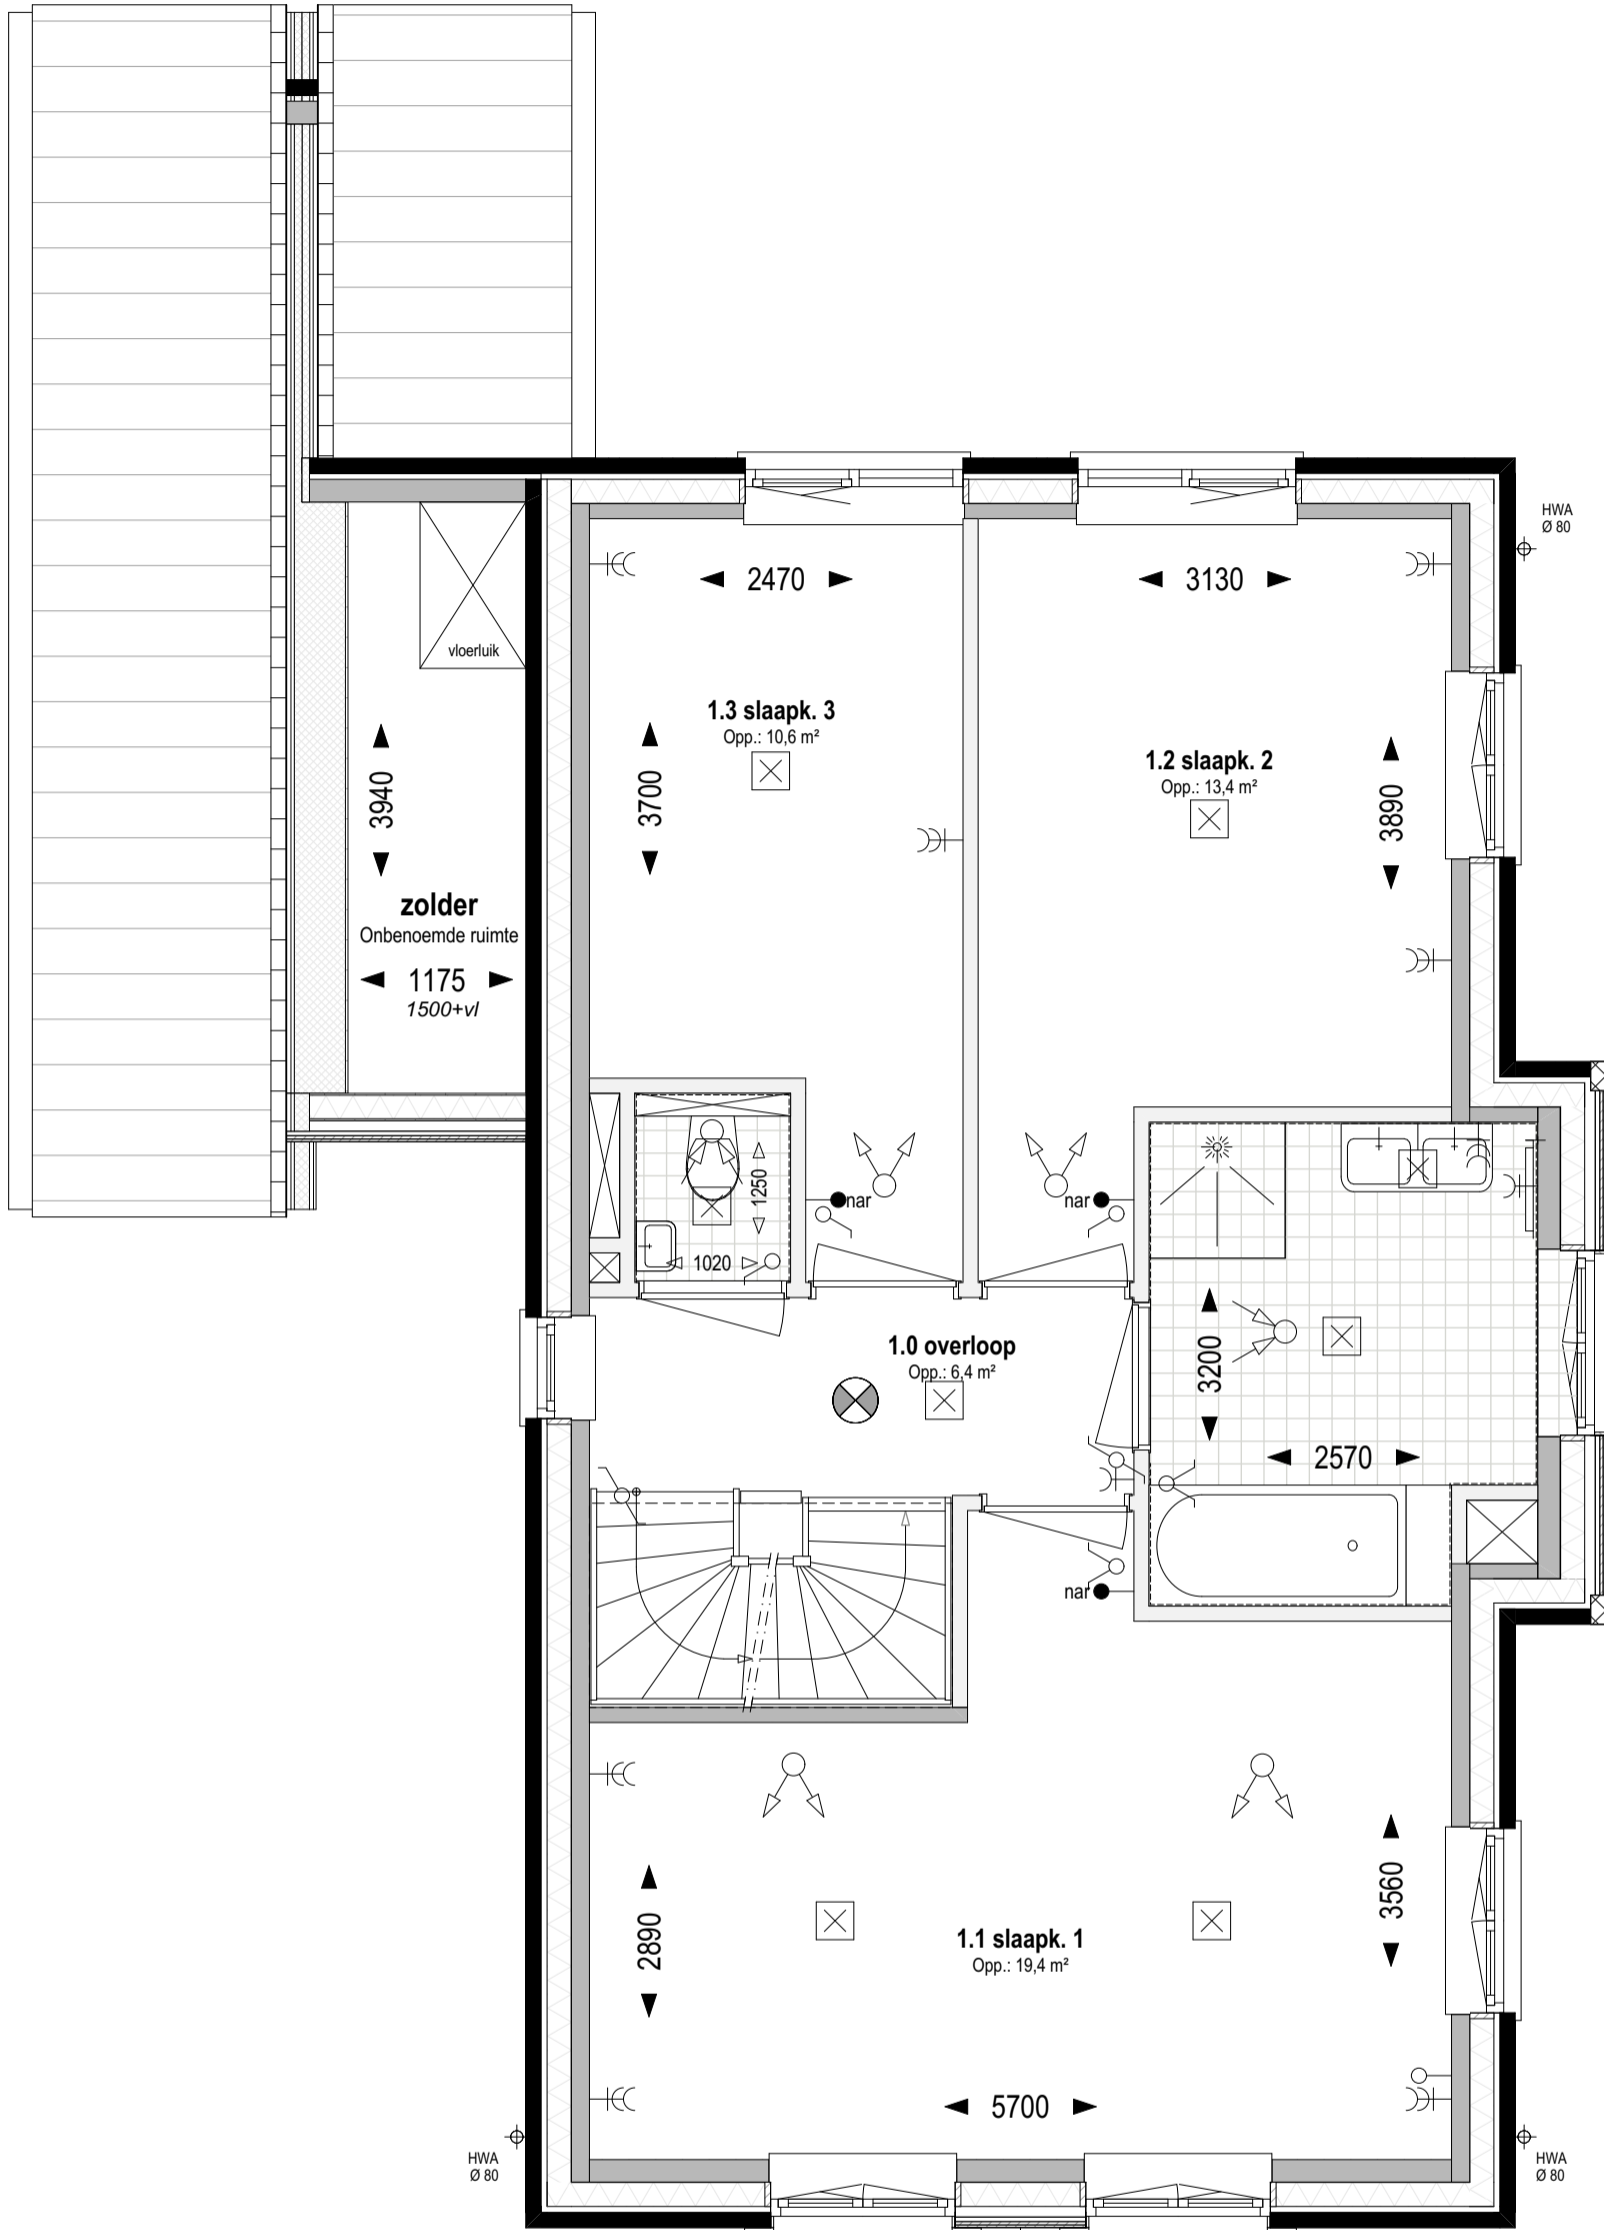 HWA
Ø 80
2470
3130
vloerluik
1.3 slaapk. 3
Opp.: 10,6 m²
1.2 slaapk. 2
Opp.: 13,4 m²
3940
3700
3890
zolder
Onbenoemde ruimte
1175
1500+vl
1250
nar
nar
1020
1.0 overloop
Opp.: 6,4 m²
3200
2570
nar
2890
3560
1.1 slaapk. 1
Opp.: 19,4 m²
5700
HWA
Ø 80
HWA
Ø 80